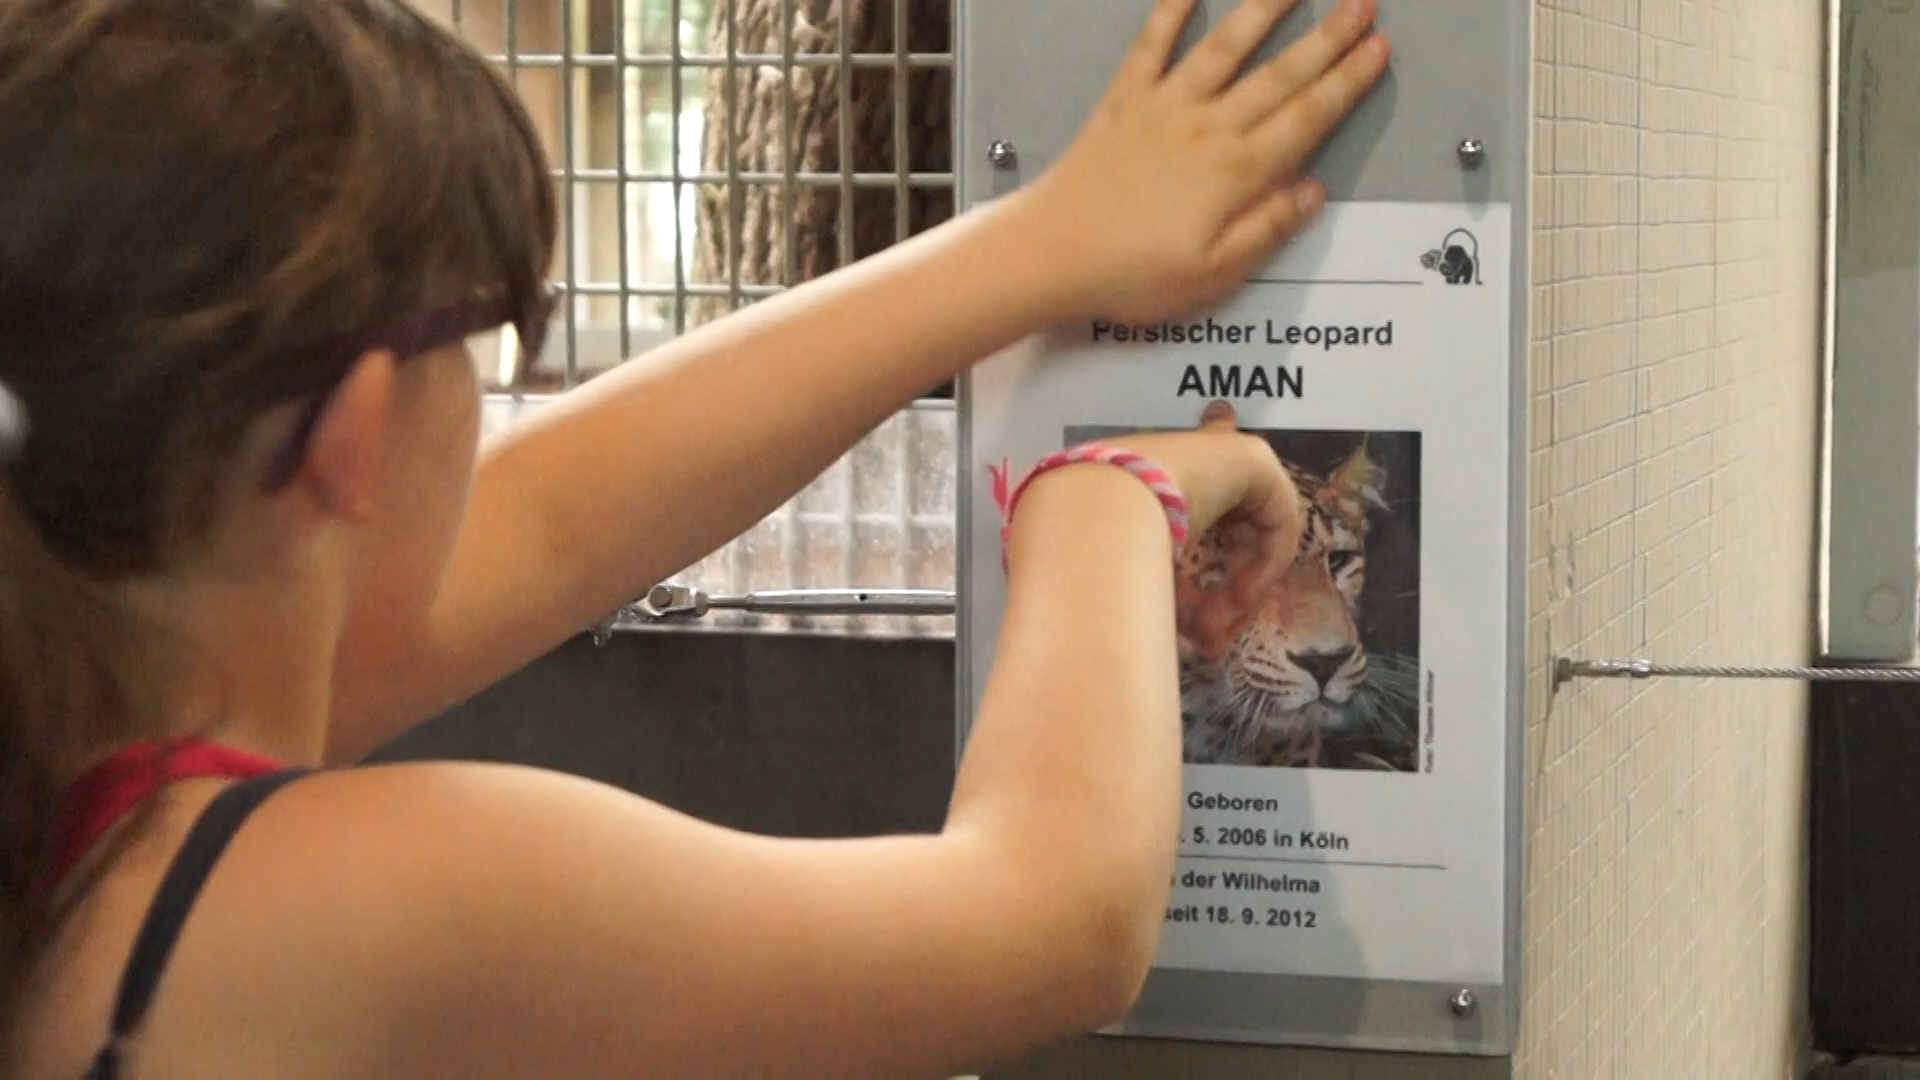 Persischer Leopard
AMAN
Geboren
. 5. 2006 in Köln
der Wilhelma
seit 18. 9. 2012